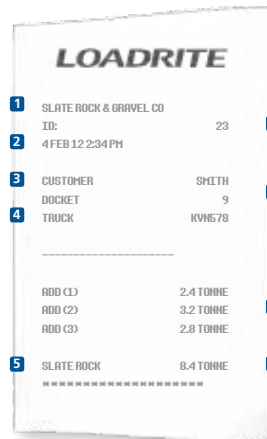 LOADRITE
1 SLATE ROCK & GRAVEL CO
ID: 23
2 4 FEB 12 2:34 PM
3 CUSTOMER SMITH
DOCKET 9
4 TRUCK KVN578
----------------------
ADD (1) 2.4 TONNE
ADD (2) 3.2 TONNE
ADD (3) 2.8 TONNE
5 SLATE ROCK 8.4 TONNE
********************